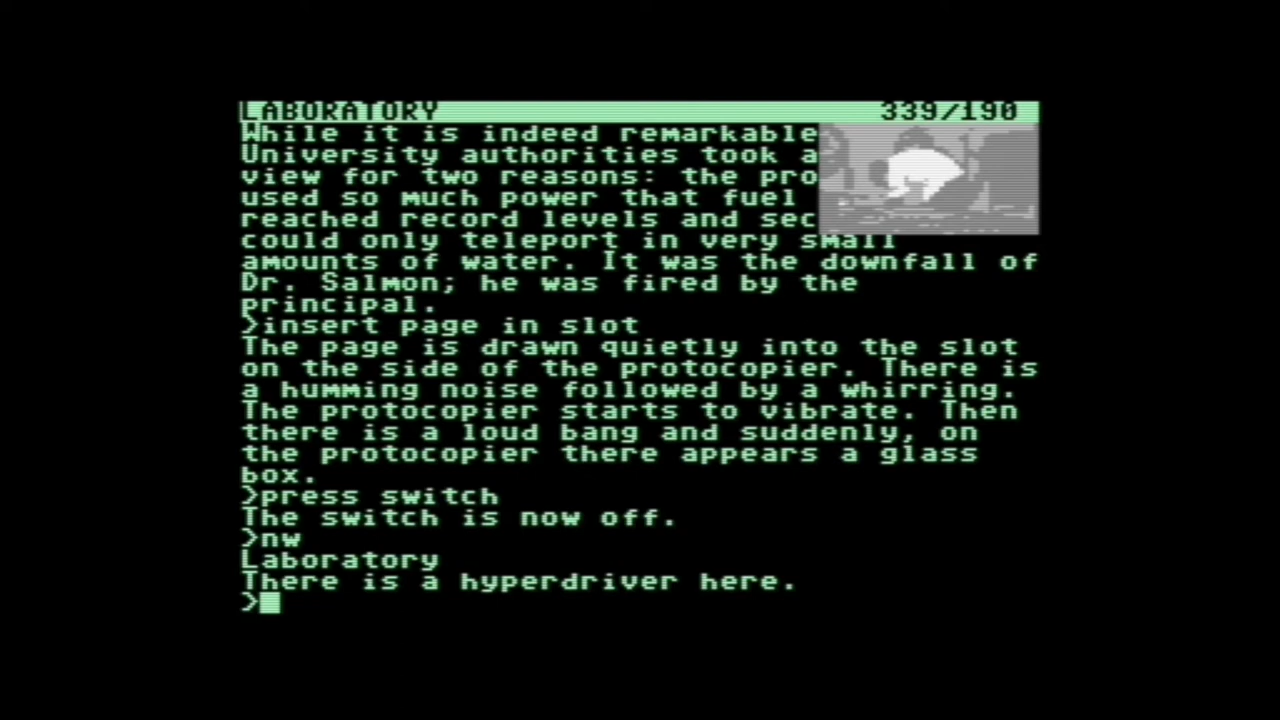 LABORATORY 339/190
While it is indeed remarkable
University authorities took a
view for two reasons: the pro
used so much power that fuel
reached record levels and sec
could only teleport in very small
amounts of water. It was the downfall of
Dr. Salmon; he was fired by the
principal.
>insert page in slot
The page is drawn quietly into the slot
on the side of the protocopier. There is
a humming noise followed by a whirring.
The protocopier starts to vibrate. Then
there is a loud bang and suddenly, on
the protocopier there appears a glass
box.
>press switch
The switch is now off.
>nw
Laboratory
There is a hyperdriver here.
>